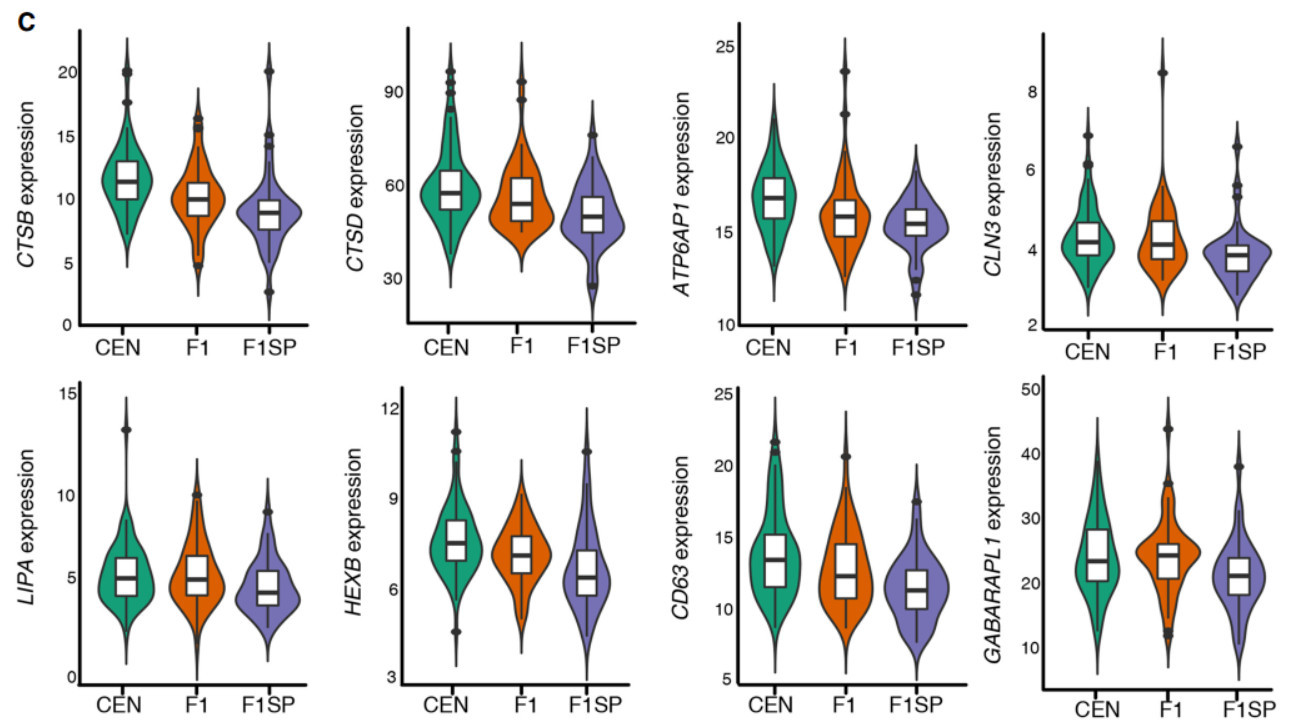 C
CTSB expression
20
15
10
5
0
CEN F1 F1SP
CTSD expression
90
60
30
CEN F1 F1SP
ATP6AP1 expression
25
20
15
10
CEN F1 F1SP
CLN3 expression
8
6
4
2
CEN F1 F1SP
LIPA expression
15
10
5
0
CEN F1 F1SP
HEXB expression
12
9
6
3
CEN F1 F1SP
CD63 expression
25
20
15
10
5
CEN F1 F1SP
GABARAPL1 expression
50
40
30
20
10
CEN F1 F1SP